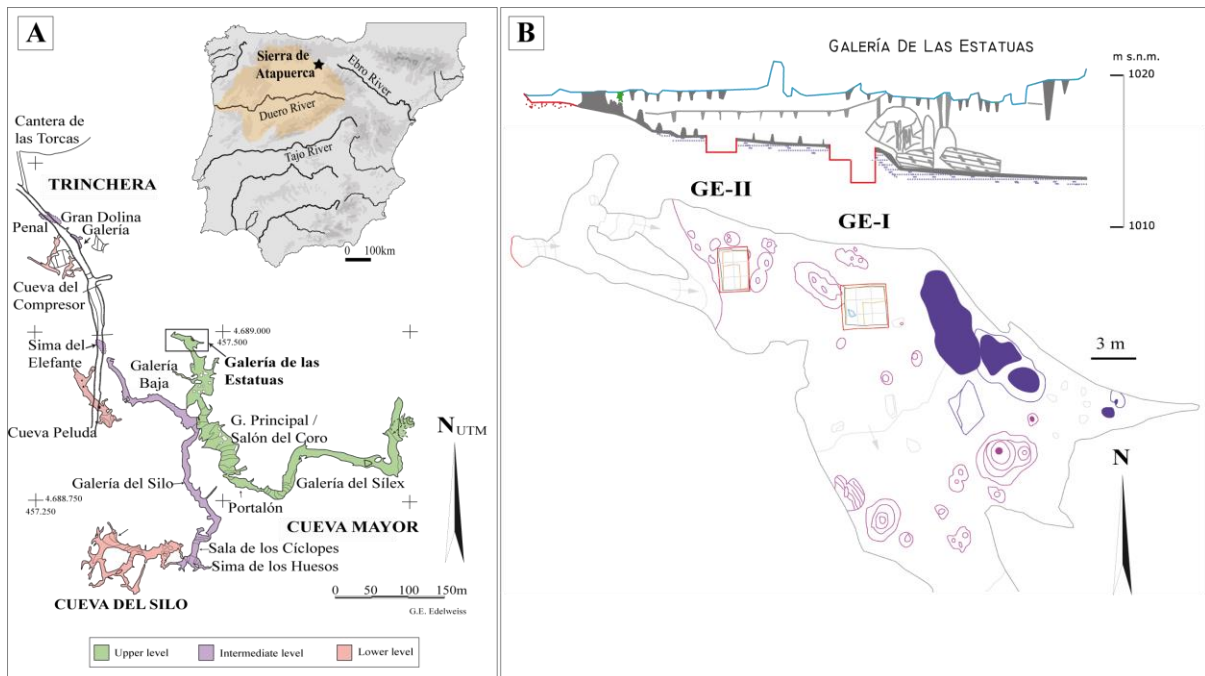 A
Sierra de
Atapuerca
Ebro River
Duero River
Tajo River
0 100km
Cantera de
las Torcas
TRINCHERA
Gran Dolina
Penal
Galería
Cueva del
Compresor
4.689.000
457.500
Sima del
Elefante
Galería
Baja
Galería de las
Estatuas
G. Principal /
Salón del Coro
Cueva Peluda
NUTM
Galería del Silo
Galería del Sílex
4.688.750
457.250
Portalón
CUEVA MAYOR
Sala de los Cíclopes
Sima de los Huesos
CUEVA DEL SILO
0 50 100 150m
G.E. Edelweiss
Upper level
Intermediate level
Lower level
B
GALERÍA DE LAS ESTATUAS
m s.n.m.
1020
GE-II
GE-I
1010
3 m
N